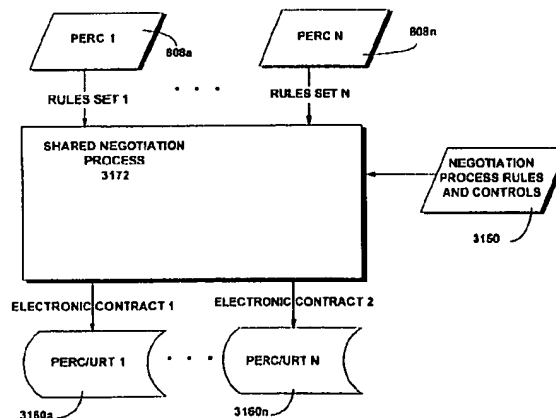 PERC 1
808a
PERC N
808n
RULES SET 1
. . .
RULES SET N
SHARED NEGOTIATION
PROCESS
3172
NEGOTIATION
PROCESS RULES
AND CONTROLS
3150
ELECTRONIC CONTRACT 1
ELECTRONIC CONTRACT 2
PERC/URT 1
. . .
PERC/URT N
3160a
3160n